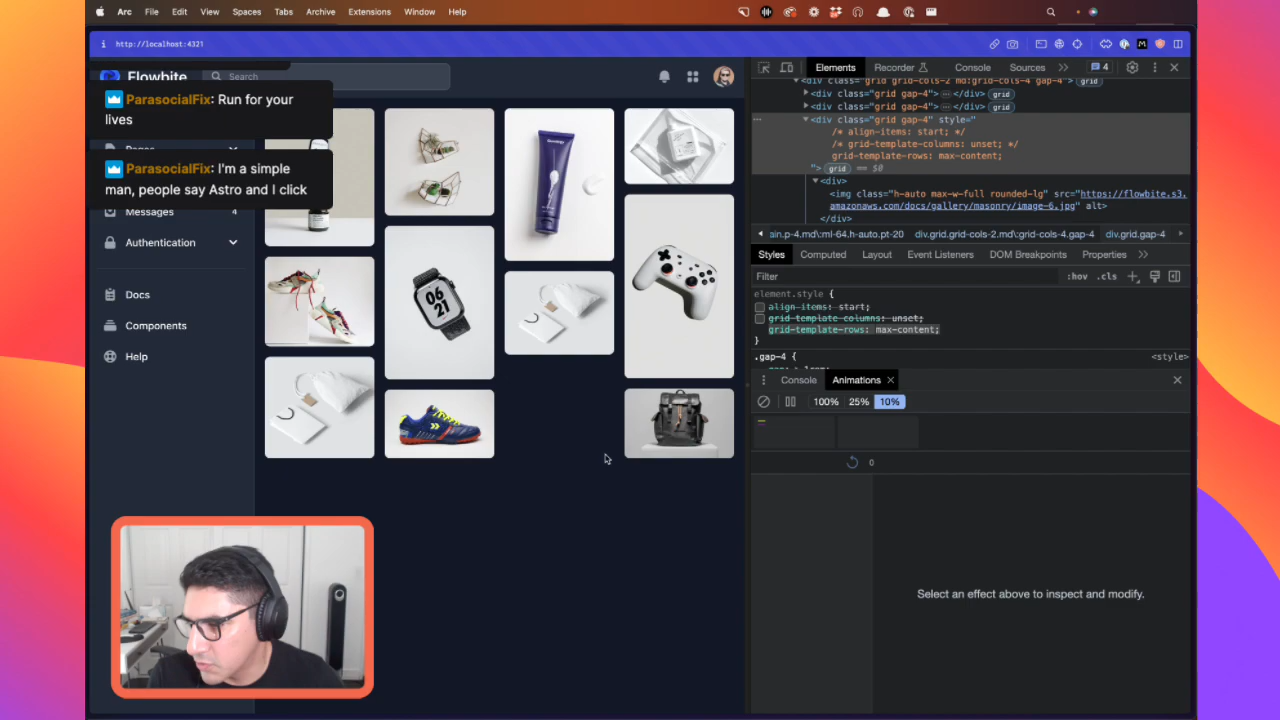 Arc File Edit View Spaces Tabs Archive Extensions Window Help
http://localhost:4321
Flowbite
Search
ParasocialFix: Run for your
lives
ParasocialFix: I'm a simple
man, people say Astro and I click
Messages 4
Authentication
Docs
Components
Help
06
21
Elements Recorder Console Sources 4
<div class="grid grid-cols-2 md:grid-cols-4 gap-4"> grid
<div class="grid gap-4"> … </div> grid
<div class="grid gap-4"> … </div> grid
… <div class="grid gap-4" style="
/* align-items: start; */
/* grid-template-columns: unset; */
grid-template-rows: max-content;
"> grid == $0
<div>
<img class="h-auto max-w-full rounded-lg" src="https://flowbite.s3.
amazonaws.com/docs/gallery/masonry/image-6.jpg" alt>
</div>
ain.p-4.md\:ml-64.h-auto.pt-20 div.grid.grid-cols-2.md\:grid-cols-4.gap-4 div.grid.gap-4
Styles Computed Layout Event Listeners DOM Breakpoints Properties
Filter :hov .cls
element.style {
align-items: start;
grid-template-columns: unset;
grid-template-rows: max-content;
}
.gap-4 { <style>
Console Animations
100% 25% 10%
0
Select an effect above to inspect and modify.